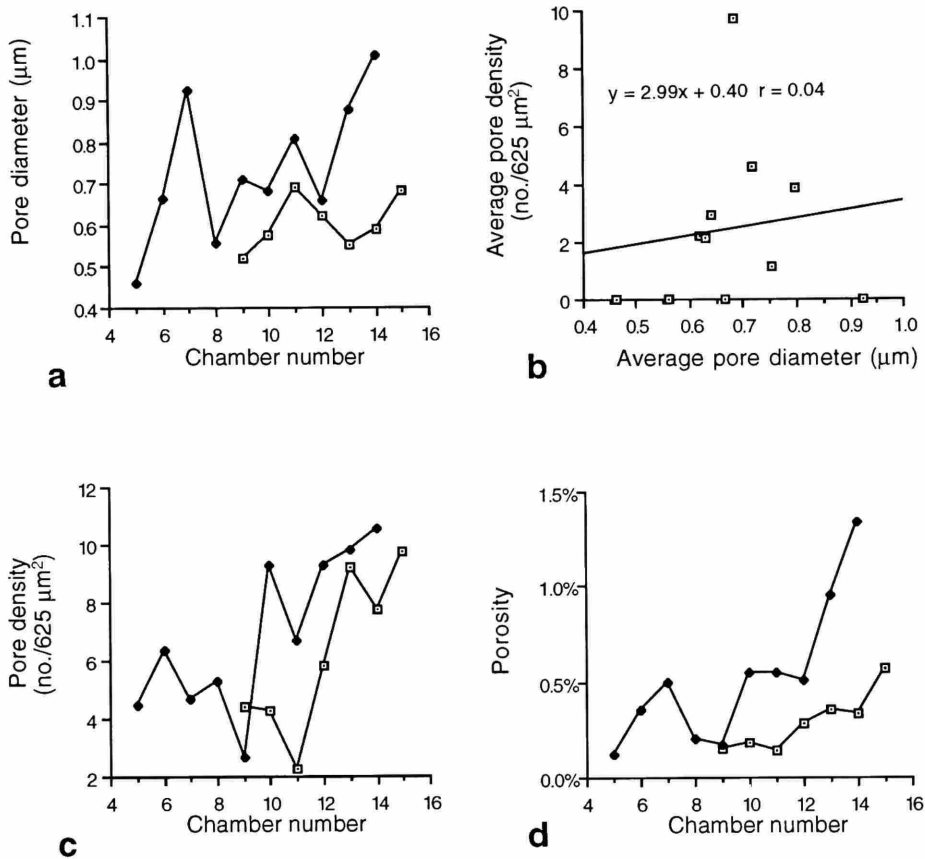 1.1
1.0
0.9
0.8
0.7
0.6
0.5
0.4
Pore diameter (µm)
4 6 8 10 12 14 16
Chamber number
a
10
8
6
4
2
0
Average pore density
(no./625 µm²)
y = 2.99x + 0.40 r = 0.04
0.4 0.5 0.6 0.7 0.8 0.9 1.0
Average pore diameter (µm)
b
12
10
8
6
4
2
Pore density
(no./625 µm²)
4 6 8 10 12 14 16
Chamber number
c
1.5%
1.0%
0.5%
0.0%
Porosity
4 6 8 10 12 14 16
Chamber number
d